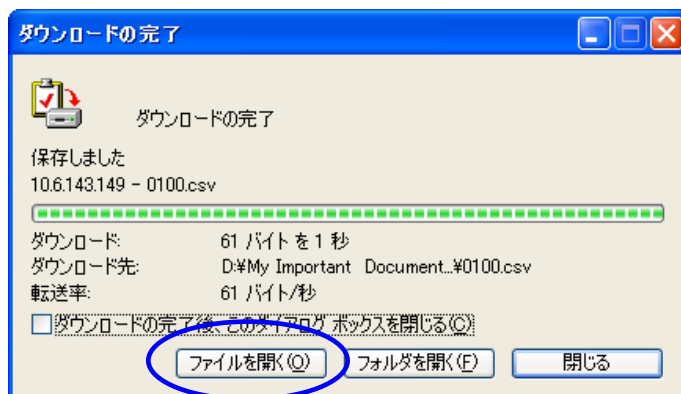 ダウンロードの完了
ダウンロードの完了
保存しました
10.6.143.149 - 0100.csv
ダウンロード: 61 バイト を 1 秒
ダウンロード先: D:¥My Important Document...¥0100.csv
転送率: 61 バイト/秒
ダウンロードの完了後、このダイアログ ボックスを閉じる(C)
ファイルを開く(O) フォルダを開く(F) 閉じる